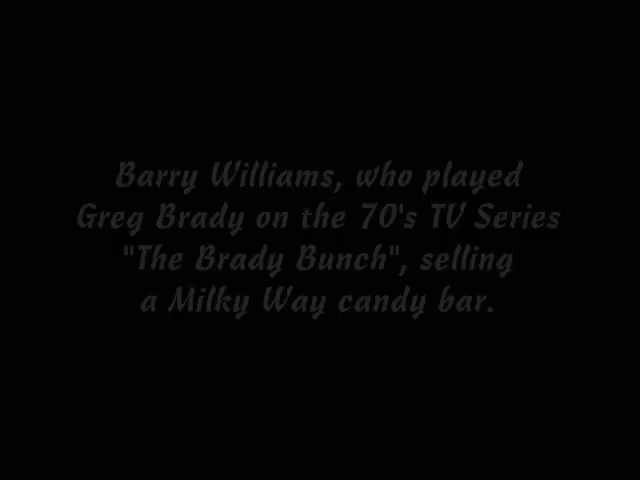 Barry Williams, who played
Greg Brady on the 70's TV Series
"The Brady Bunch", selling
a Milky Way candy bar.